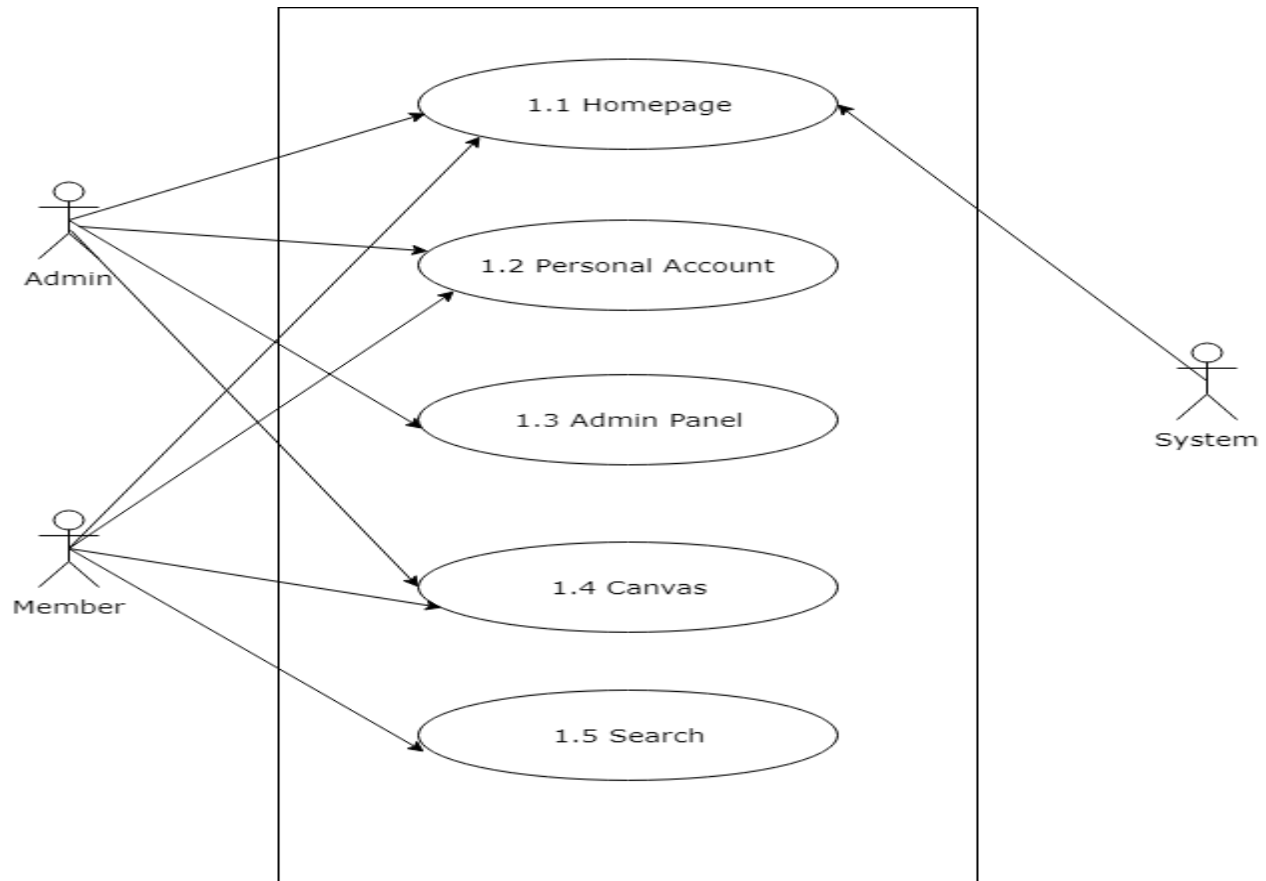 1.1 Homepage
Admin
1.2 Personal Account
1.3 Admin Panel
System
Member
1.4 Canvas
1.5 Search